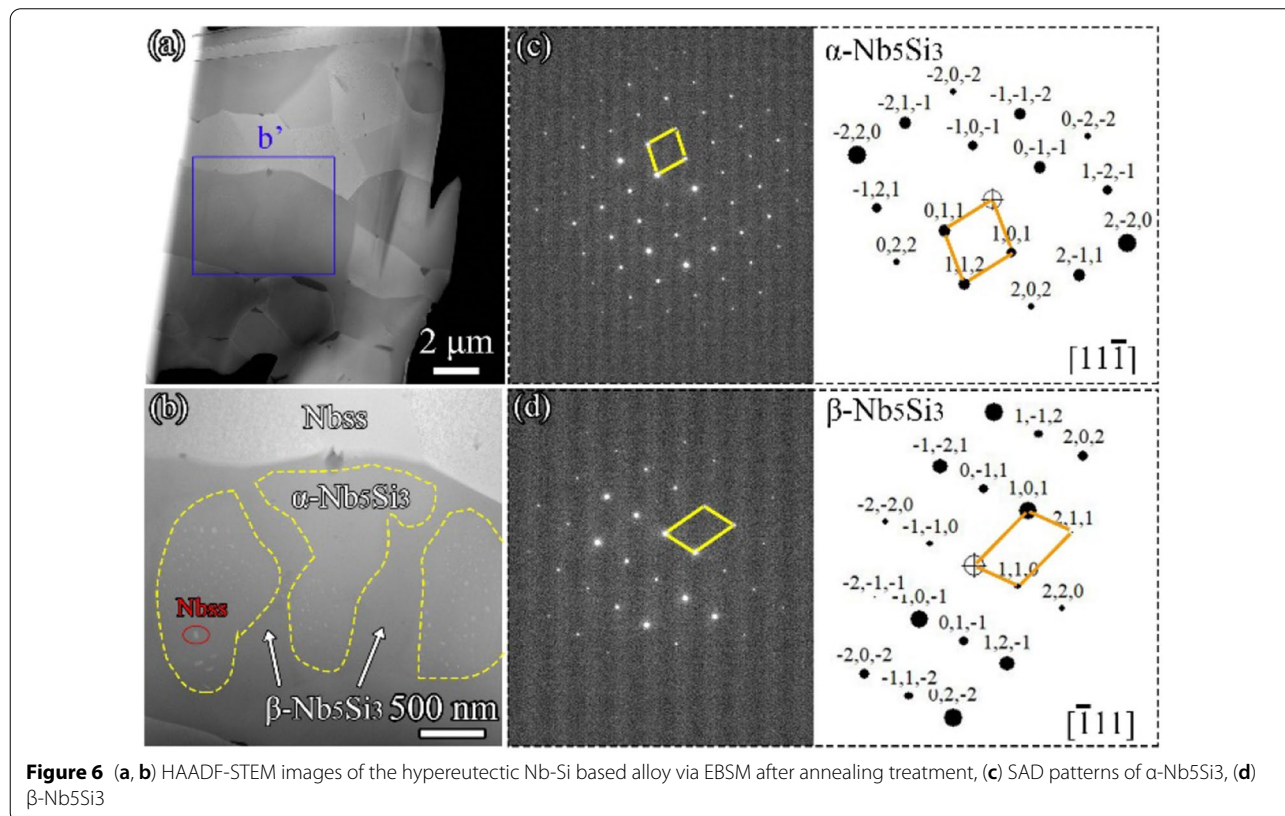 (a)
b'
2 μm
(b)
Nbss
α-Nb5Si3
Nbss
β-Nb5Si3
500 nm
(c)
α-Nb5Si3
-2,0,-2
-2,1,-1
-1,-1,-2
-2,2,0
-1,0,-1
0,-2,-2
0,-1,-1
-1,2,1
1,-2,-1
0,1,1
1,0,1
2,-2,0
0,2,2
1,1,2
2,-1,1
2,0,2
[111̅]
(d)
β-Nb5Si3
1,-1,2
-1,-2,1
2,0,2
0,-1,1
1,0,1
-2,-2,0
2,1,1
-1,-1,0
1,1,0
-2,-1,-1
2,2,0
-1,0,-1
0,1,-1
1,2,-1
-2,0,-2
-1,1,-2
0,2,-2
[1̅11]
Figure 6 (a, b) HAADF-STEM images of the hypereutectic Nb-Si based alloy via EBSM after annealing treatment, (c) SAD patterns of α-Nb5Si3, (d)
β-Nb5Si3